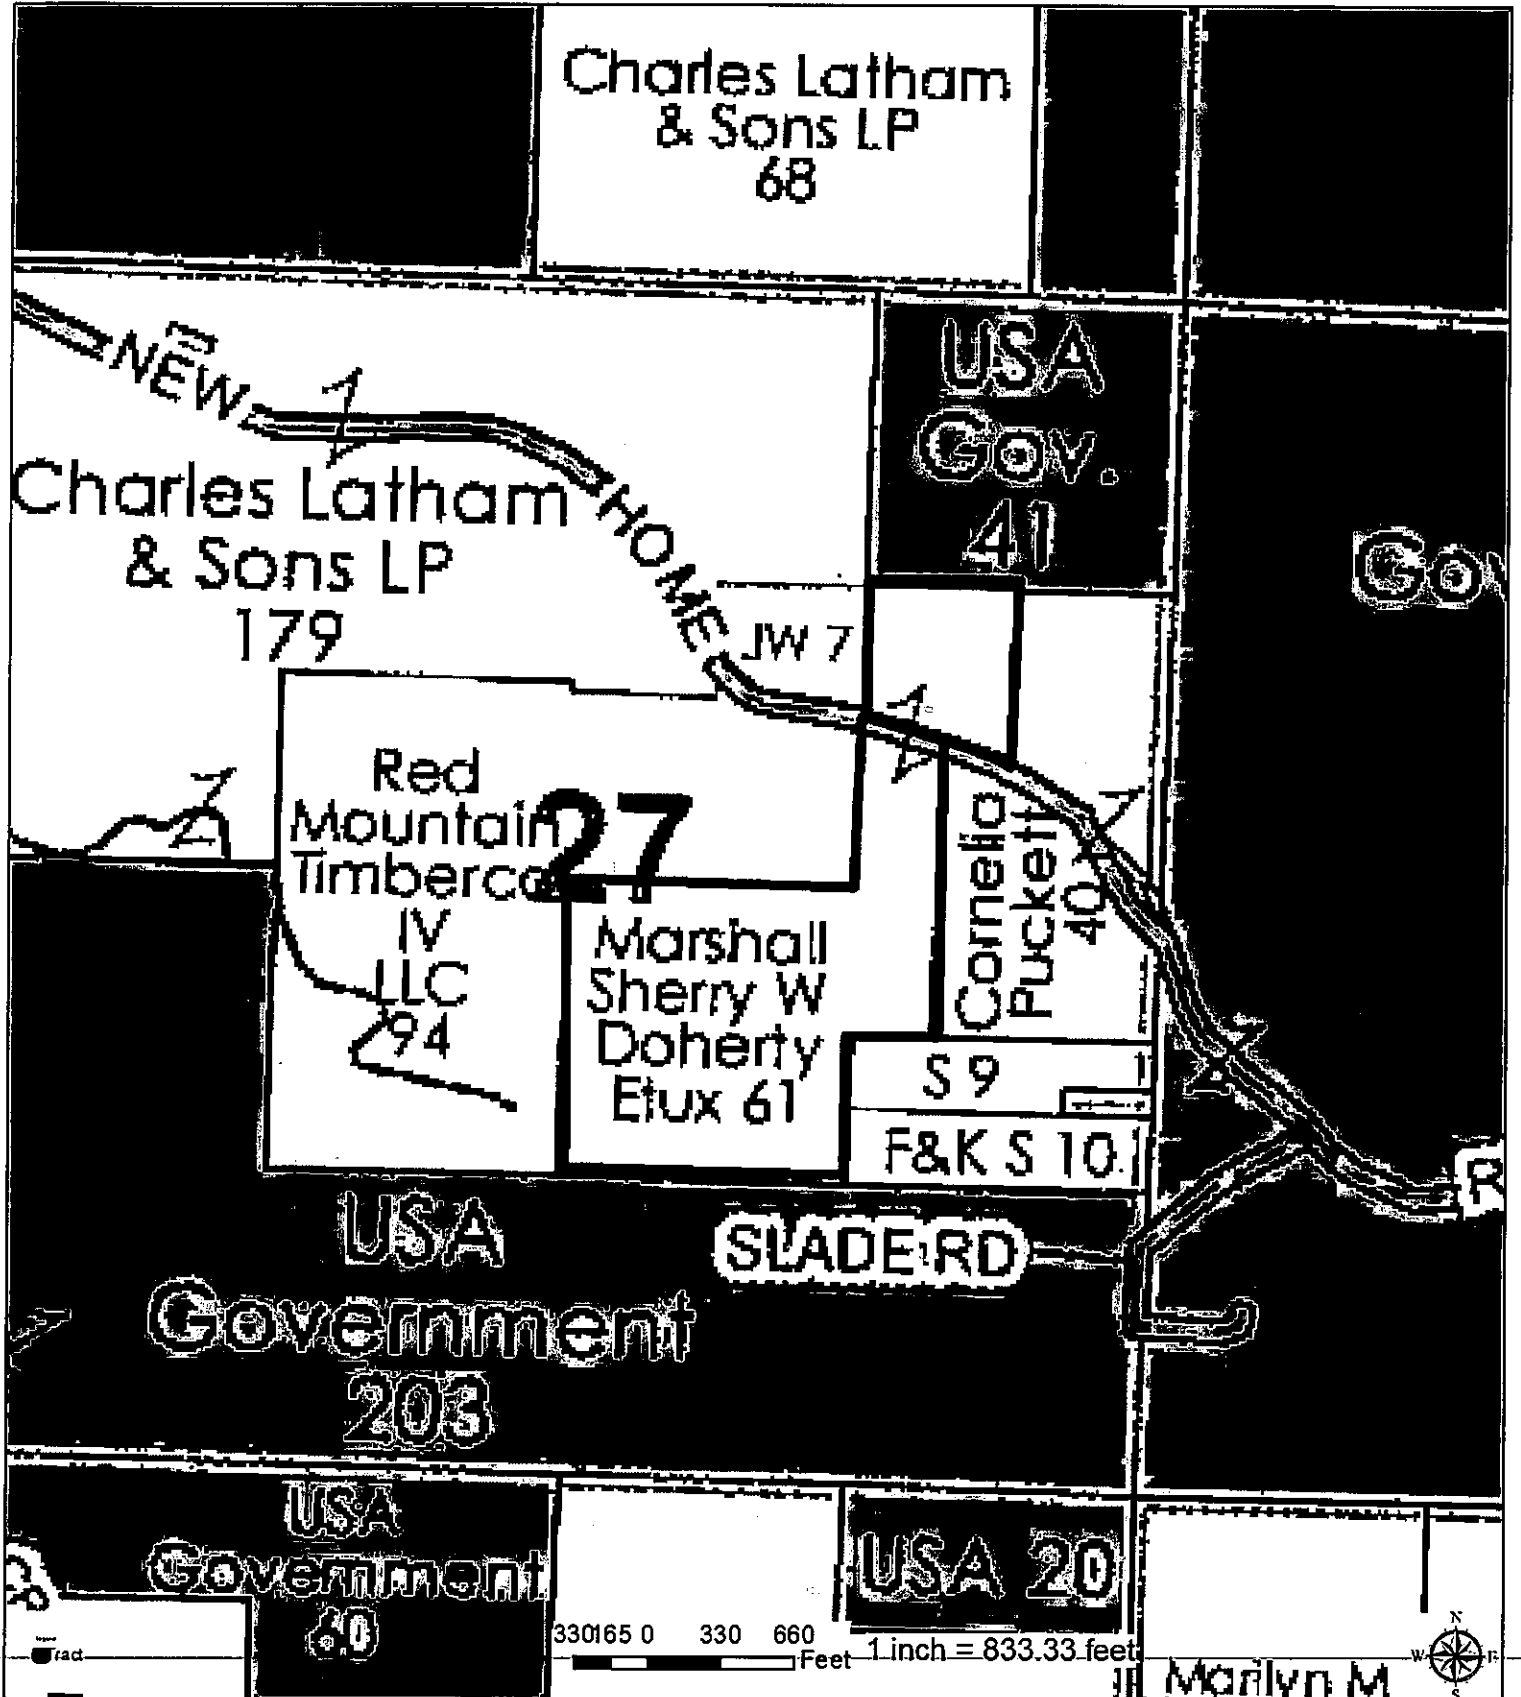 Charles Latham
& Sons LP
68
USA
Gov.
41
NEW
HOME
Charles Latham
& Sons LP
179
Gov
JW 7
Red
Mountain
Timberco
IV
LLC
94
27
Cornelia
Puckett
40
Marshall
Sherry W
Doherty
Etux 61
S 9
F&K S 10
R
USA
Government
203
SLADE RD
USA
Government
60
USA 20
Tract
330 165 0 330 660
Feet
1 inch = 833.33 feet
N
W E
S
Marilyn M